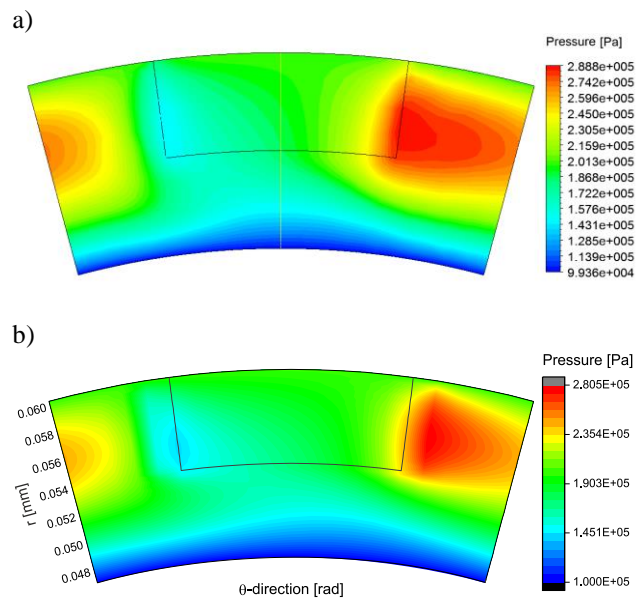 a)
Pressure [Pa]
2.888e+005
2.742e+005
2.596e+005
2.450e+005
2.305e+005
2.159e+005
2.013e+005
1.868e+005
1.722e+005
1.576e+005
1.431e+005
1.285e+005
1.139e+005
9.936e+004
b)
Pressure [Pa]
2,805E+05
2,354E+05
1,902E+05
1,451E+05
1,000E+05
0.060
0.058
0.056
0.054
0.052
0.050
0.048
r [mm]
θ-direction [rad]